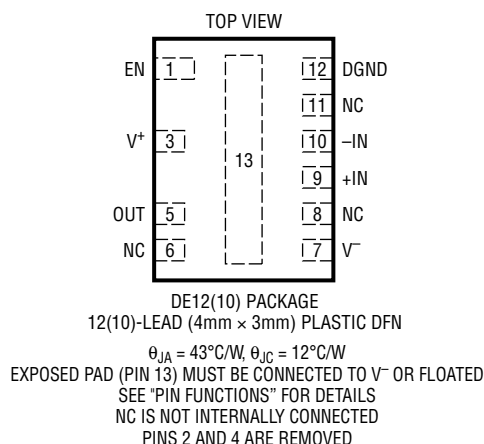 TOP VIEW
EN 1 12 DGND
11 NC
V+ 3 10 –IN
13
9 +IN
OUT 5 8 NC
NC 6 7 V–
DE12(10) PACKAGE
12(10)-LEAD (4mm × 3mm) PLASTIC DFN
θJA = 43°C/W, θJC = 12°C/W
EXPOSED PAD (PIN 13) MUST BE CONNECTED TO V– OR FLOATED
SEE "PIN FUNCTIONS” FOR DETAILS
NC IS NOT INTERNALLY CONNECTED
PINS 2 AND 4 ARE REMOVED